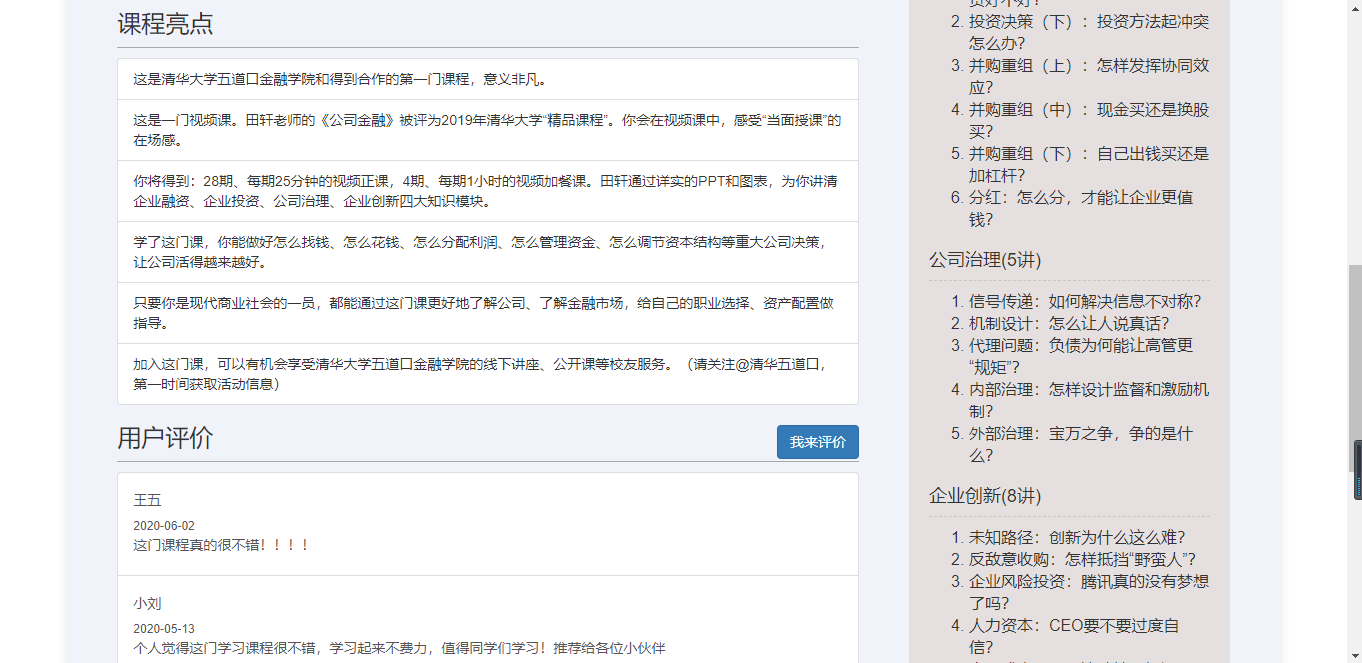 课程亮点
这是清华大学五道口金融学院和得到合作的第一门课程，意义非凡。
这是一门视频课。田轩老师的《公司金融》被评为2019年清华大学“精品课程”。你会在视频课中，感受“当面授课”的
在场感。
你将得到：28期、每期25分钟的视频正课，4期、每期1小时的视频加餐课。田轩通过详实的PPT和图表，为你讲清
企业融资、企业投资、公司治理、企业创新四大知识模块。
学了这门课，你能做好怎么找钱、怎么花钱、怎么分配利润、怎么管理资金、怎么调节资本结构等重大公司决策，
让公司活得越来越好。
只要你是现代商业社会的一员，都能通过这门课更好地了解公司、了解金融市场，给自己的职业选择、资产配置做
指导。
加入这门课，可以有机会享受清华大学五道口金融学院的线下讲座、公开课等校友服务。（请关注@清华五道口，
第一时间获取活动信息）
用户评价
我来评价
王五
2020-06-02
这门课程真的很不错！！！！
小刘
2020-05-13
个人觉得这门学习课程很不错，学习起来不费力，值得同学们学习！推荐给各位小伙伴
2. 投资决策（下）：投资方法起冲突
怎么办？
3. 并购重组（上）：怎样发挥协同效
应？
4. 并购重组（中）：现金买还是换股
买？
5. 并购重组（下）：自己出钱买还是
加杠杆？
6. 分红：怎么分，才能让企业更值
钱？
公司治理(5讲)
1. 信号传递：如何解决信息不对称？
2. 机制设计：怎么让人说真话？
3. 代理问题：负债为何能让高管更
“规矩”？
4. 内部治理：怎样设计监督和激励机
制？
5. 外部治理：宝万之争，争的是什
么？
企业创新(8讲)
1. 未知路径：创新为什么这么难？
2. 反敌意收购：怎样抵挡“野蛮人”？
3. 企业风险投资：腾讯真的没有梦想
了吗？
4. 人力资本：CEO要不要过度自
信？